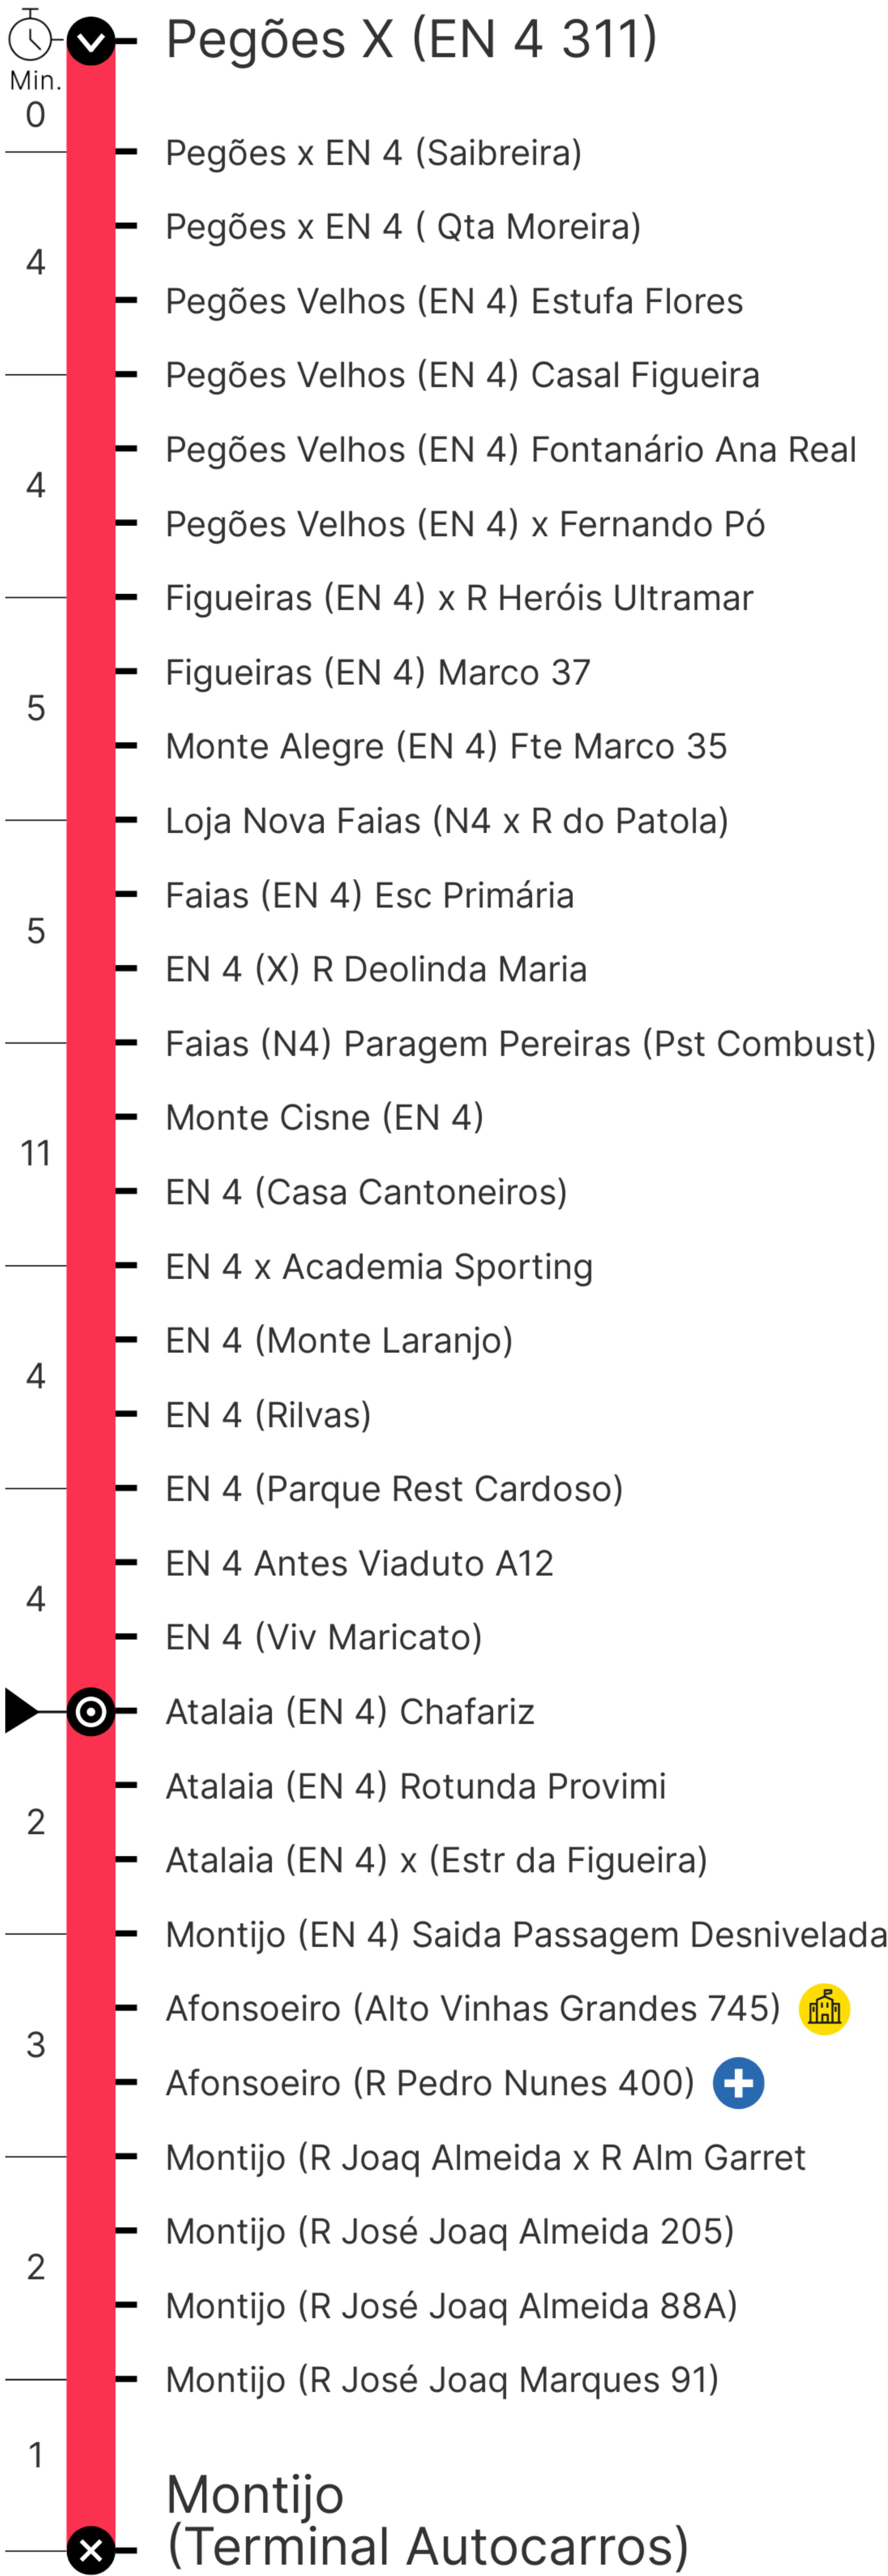 Pegões X (EN 4 311)
Min.
0
Pegões x EN 4 (Saibreira)
Pegões x EN 4 ( Qta Moreira)
4
Pegões Velhos (EN 4) Estufa Flores
Pegões Velhos (EN 4) Casal Figueira
Pegões Velhos (EN 4) Fontanário Ana Real
4
Pegões Velhos (EN 4) x Fernando Pó
Figueiras (EN 4) x R Heróis Ultramar
Figueiras (EN 4) Marco 37
5
Monte Alegre (EN 4) Fte Marco 35
Loja Nova Faias (N4 x R do Patola)
Faias (EN 4) Esc Primária
5
EN 4 (X) R Deolinda Maria
Faias (N4) Paragem Pereiras (Pst Combust)
Monte Cisne (EN 4)
11
EN 4 (Casa Cantoneiros)
EN 4 x Academia Sporting
EN 4 (Monte Laranjo)
4
EN 4 (Rilvas)
EN 4 (Parque Rest Cardoso)
EN 4 Antes Viaduto A12
4
EN 4 (Viv Maricato)
Atalaia (EN 4) Chafariz
Atalaia (EN 4) Rotunda Provimi
2
Atalaia (EN 4) x (Estr da Figueira)
Montijo (EN 4) Saida Passagem Desnivelada
Afonsoeiro (Alto Vinhas Grandes 745)
3
Afonsoeiro (R Pedro Nunes 400)
Montijo (R Joaq Almeida x R Alm Garret
Montijo (R José Joaq Almeida 205)
2
Montijo (R José Joaq Almeida 88A)
Montijo (R José Joaq Marques 91)
1
Montijo
(Terminal Autocarros)